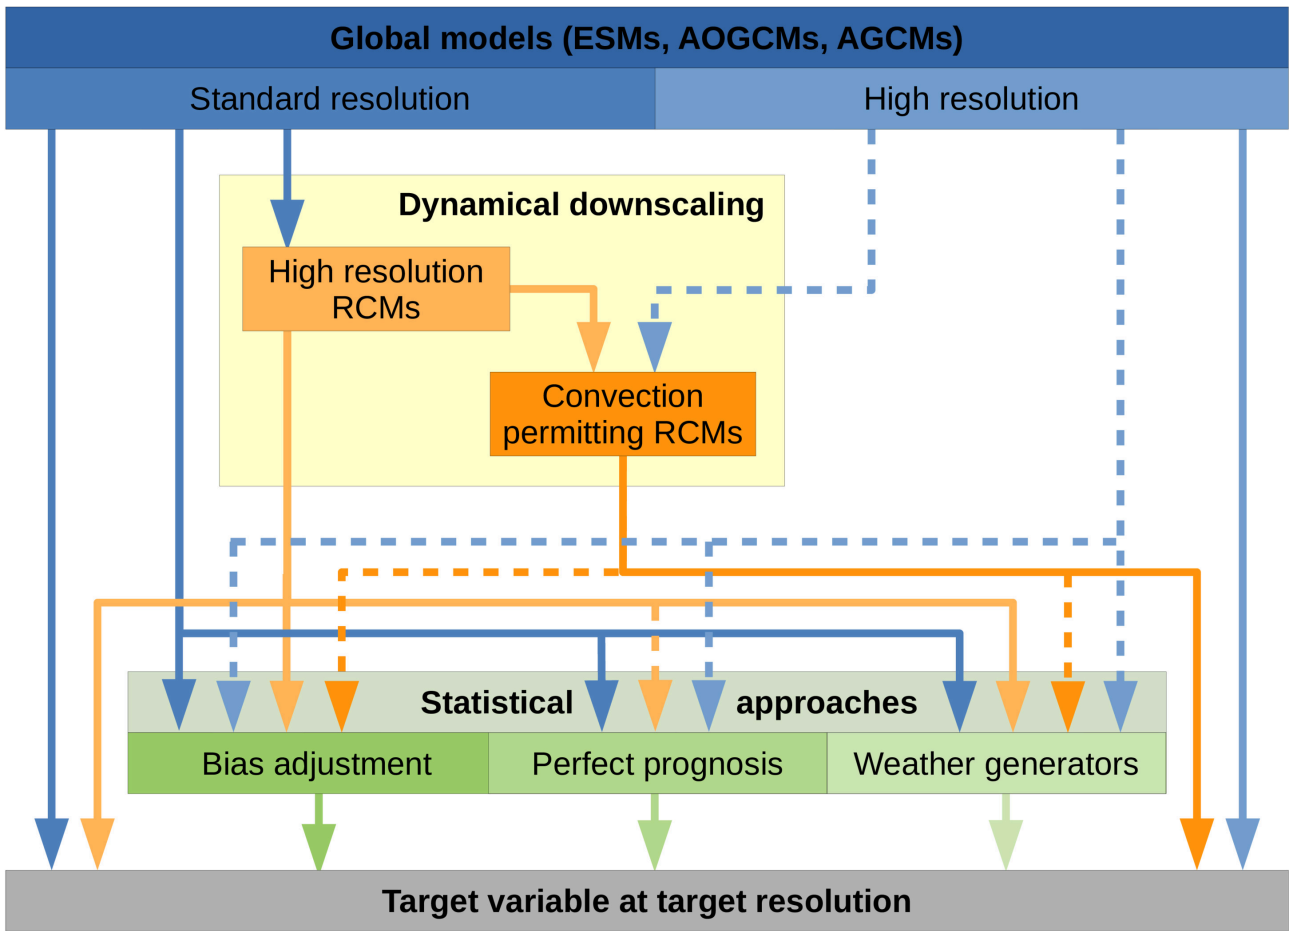 Global models (ESMs, AOGCMs, AGCMs)
Standard resolution
High resolution
Dynamical downscaling
High resolution
RCMs
Convection
permitting RCMs
Statistical approaches
Bias adjustment
Perfect prognosis
Weather generators
Target variable at target resolution